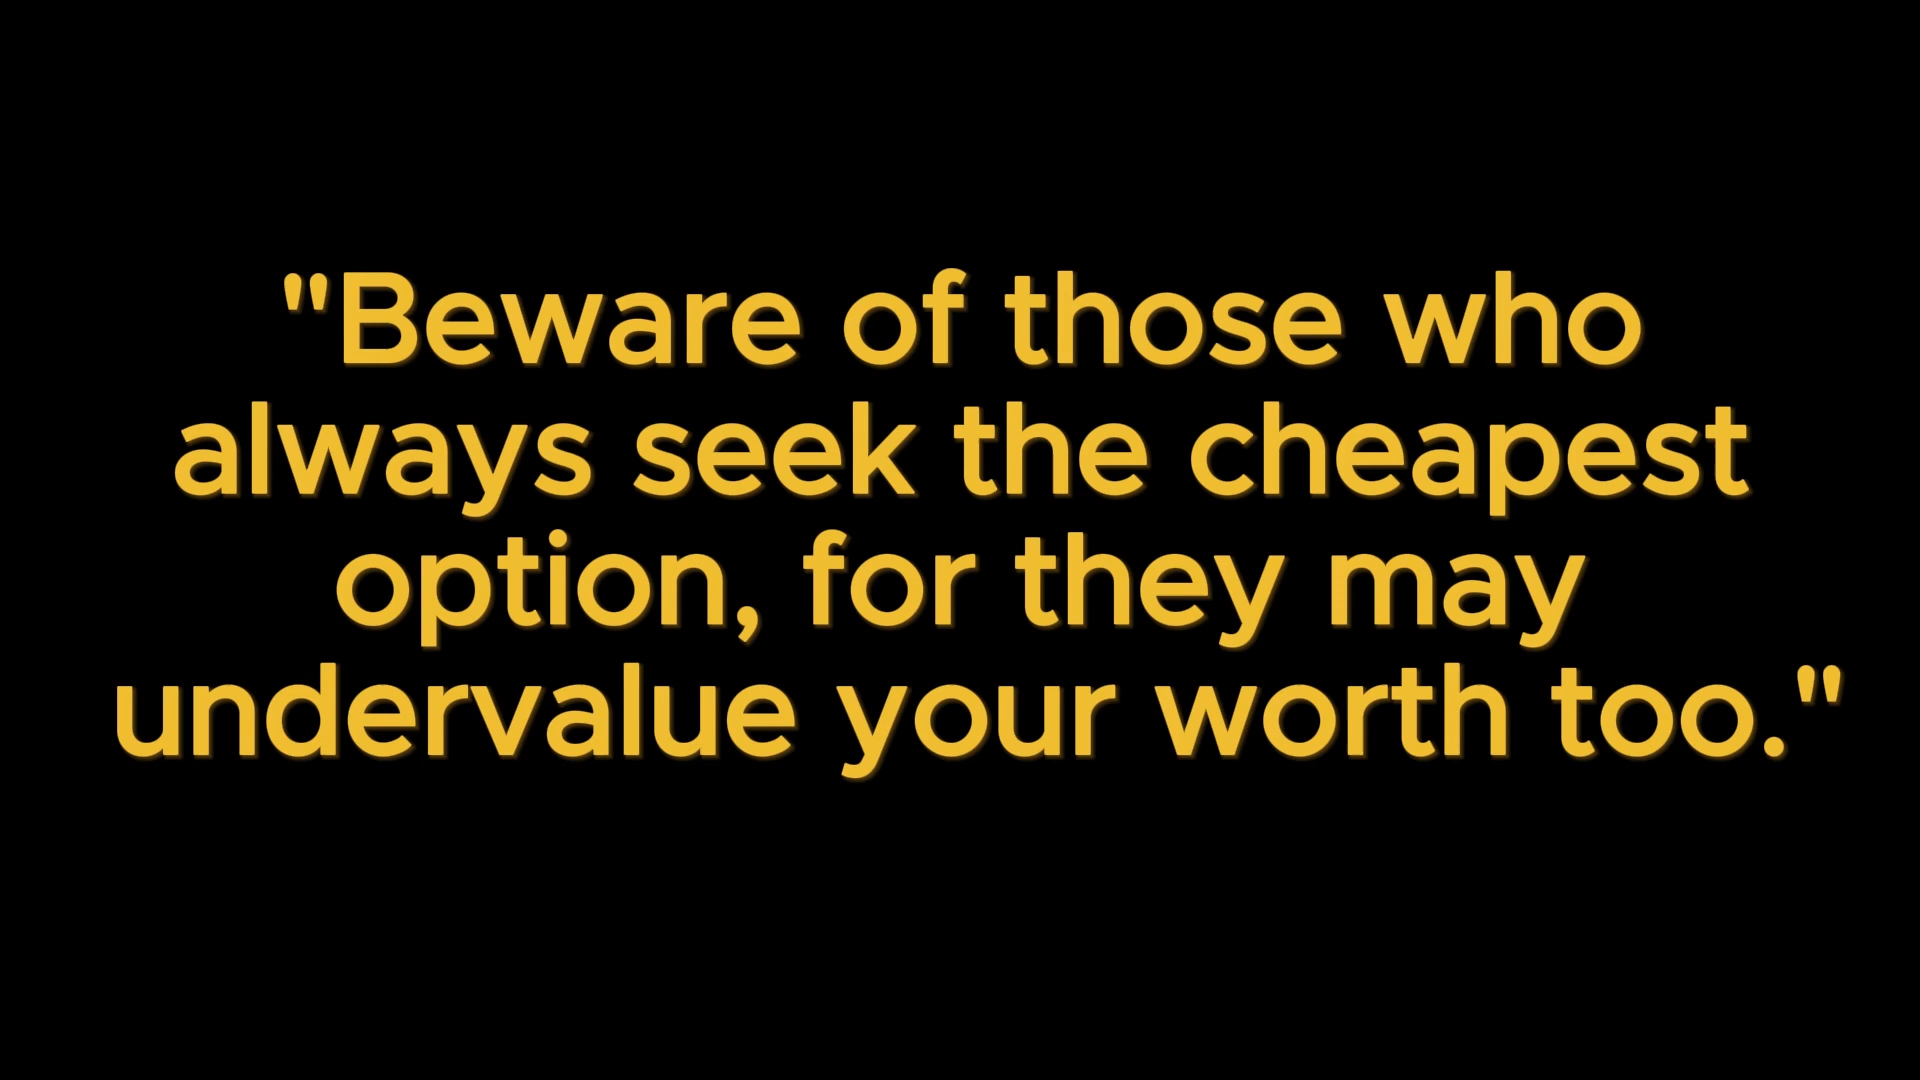 "Beware of those who
always seek the cheapest
option, for they may
undervalue your worth too."